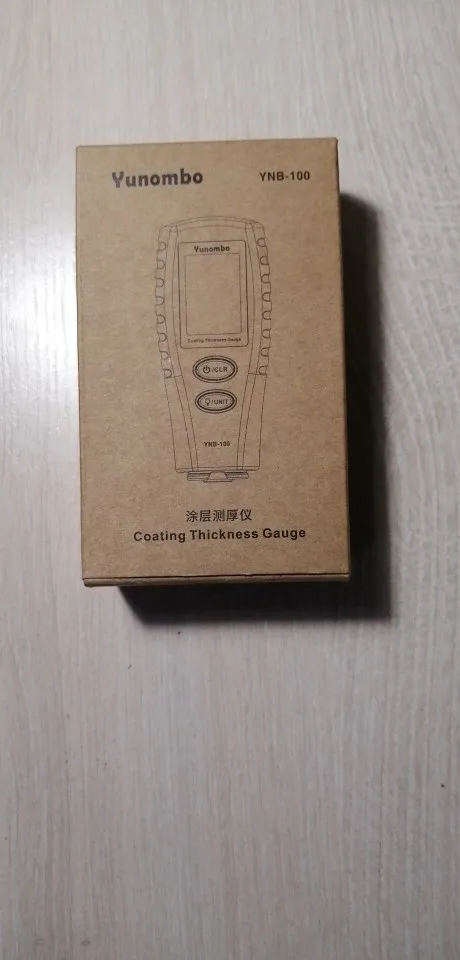 Yunombo YNB-100
Yunombo
Coating Thickness Gauge
/CLR
/UNIT
YNB-100
涂层测厚仪
Coating Thickness Gauge